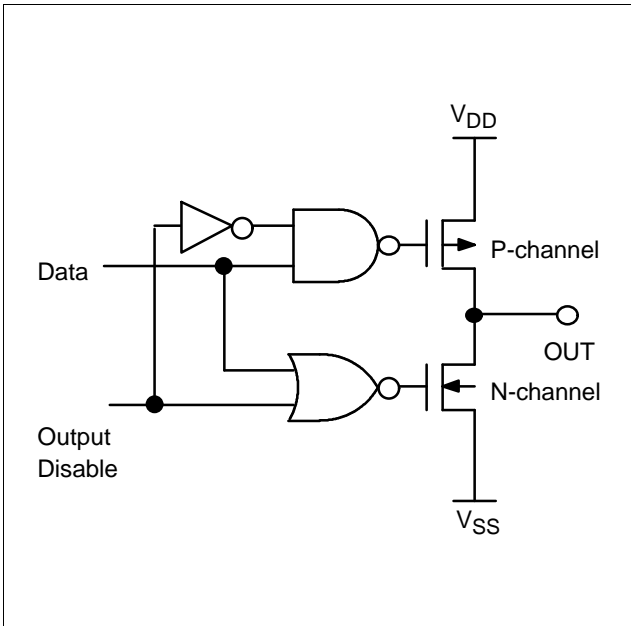 VDD
P-channel
Data
OUT
N-channel
Output
Disable
VSS